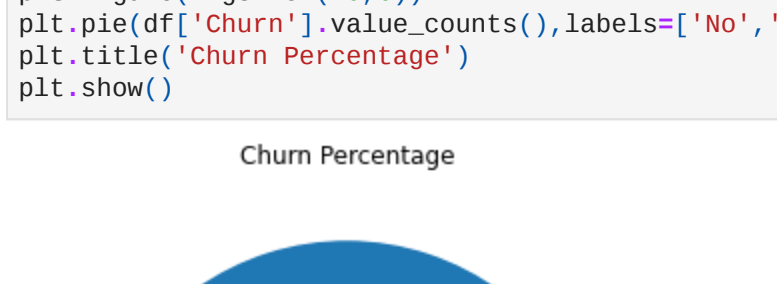 plt.pie(df['Churn'].value_counts(),labels=['No','
plt.title('Churn Percentage')
plt.show()
Churn Percentage